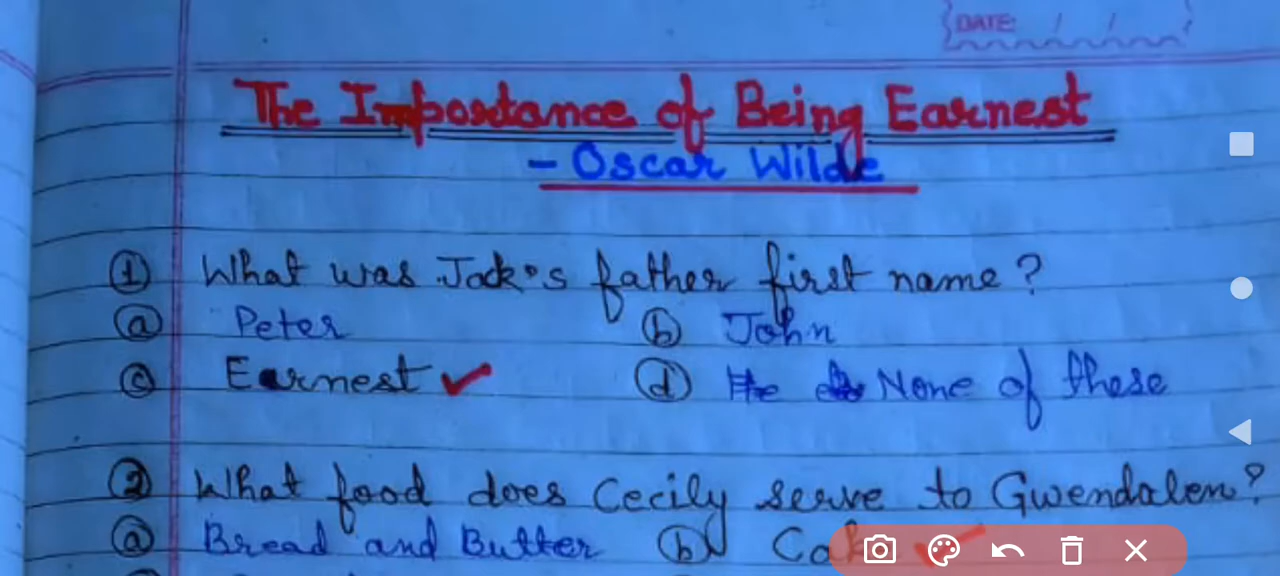 DATE: / /
The Importance of Being Earnest
- Oscar Wilde
① What was Jack's father first name?
ⓐ Peter ⓑ John
ⓒ Earnest ✓ ⓓ None of these
② What food does Cecily serve to Gwendalen?
ⓐ Bread and Butter ⓑ